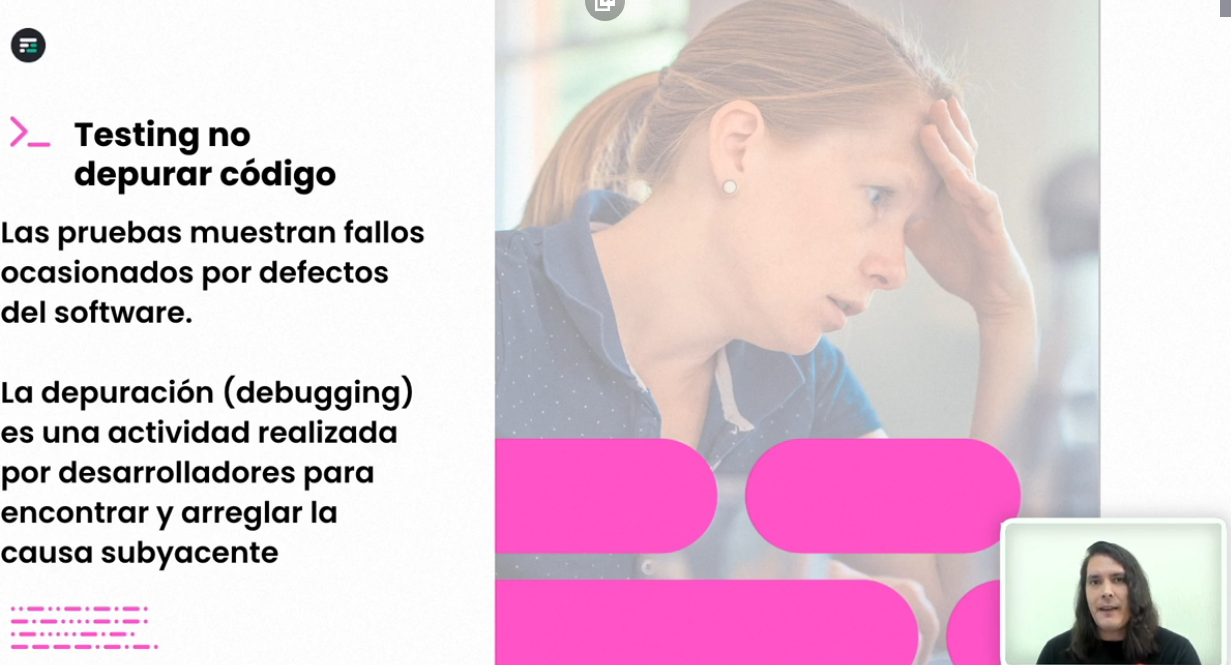 Testing no
depurar código
Las pruebas muestran fallos
ocasionados por defectos
del software.
La depuración (debugging)
es una actividad realizada
por desarrolladores para
encontrar y arreglar la
causa subyacente